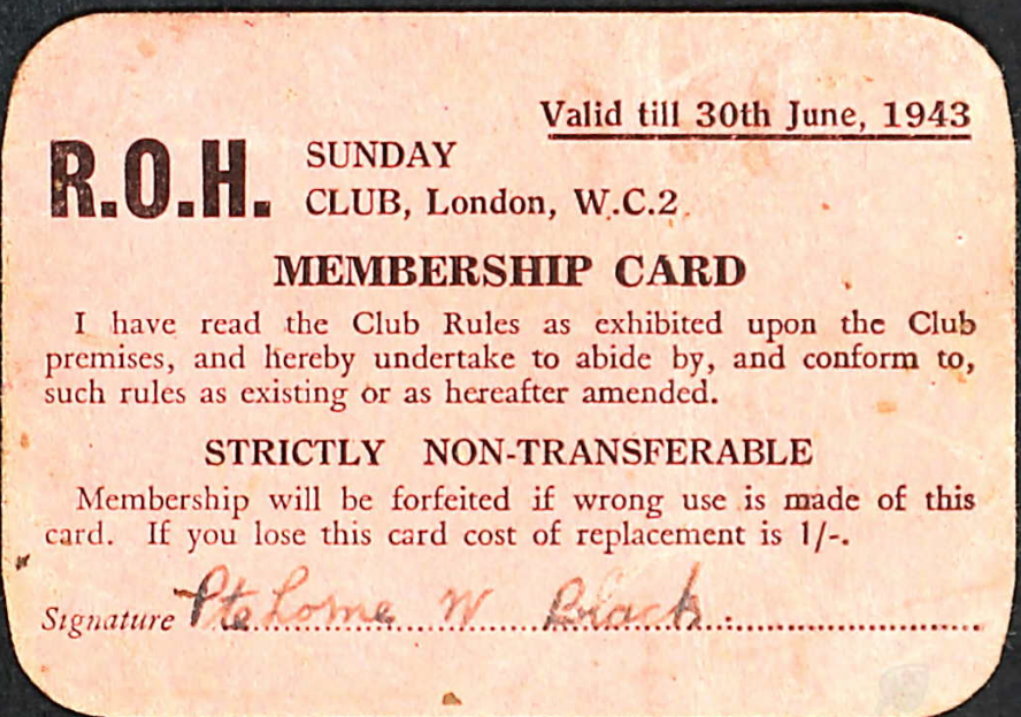 Valid till 30th June, 1943
R.O.H. SUNDAY
CLUB, London, W.C.2
MEMBERSHIP CARD
I have read the Club Rules as exhibited upon the Club
premises, and hereby undertake to abide by, and conform to,
such rules as existing or as hereafter amended.
STRICTLY NON-TRANSFERABLE
Membership will be forfeited if wrong use is made of this
card. If you lose this card cost of replacement is 1/-.
Signature Pte Lorne W Black